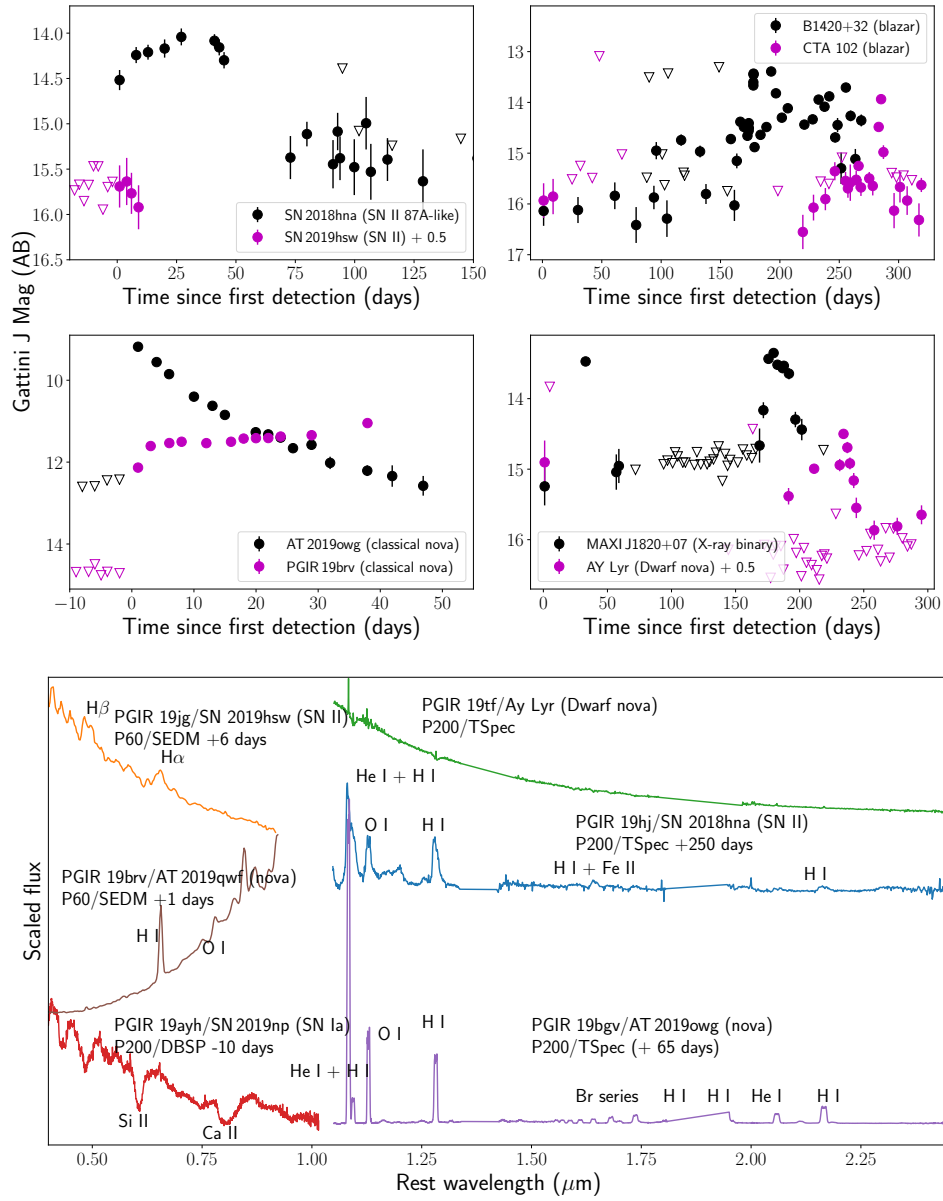 Gattini J Mag (AB)
14.0
14.5
15.0
15.5
16.0
16.5
0
25
50
75
100
125
150
SN 2018hna (SN II 87A-like)
SN 2019hsw (SN II) + 0.5
Time since first detection (days)
13
14
15
16
17
0
50
100
150
200
250
300
B1420+32 (blazar)
CTA 102 (blazar)
Time since first detection (days)
10
12
14
−10
0
10
20
30
40
50
AT 2019owg (classical nova)
PGIR 19brv (classical nova)
Time since first detection (days)
14
15
16
0
50
100
150
200
250
300
MAXI J1820+07 (X-ray binary)
AY Lyr (Dwarf nova) + 0.5
Time since first detection (days)
Scaled flux
Hβ
PGIR 19jg/SN 2019hsw (SN II)
P60/SEDM +6 days
Hα
PGIR 19tf/Ay Lyr (Dwarf nova)
P200/TSpec
He I + H I
O I
H I
PGIR 19hj/SN 2018hna (SN II)
P200/TSpec +250 days
H I + Fe II
H I
PGIR 19brv/AT 2019qwf (nova)
P60/SEDM +1 days
H I
O I
PGIR 19ayh/SN 2019np (SN Ia)
P200/DBSP -10 days
Si II
Ca II
He I + H I
O I
H I
PGIR 19bgv/AT 2019owg (nova)
P200/TSpec (+ 65 days)
Br series
H I
H I
He I
H I
0.50
0.75
1.00
1.25
1.50
1.75
2.00
2.25
Rest wavelength (μm)